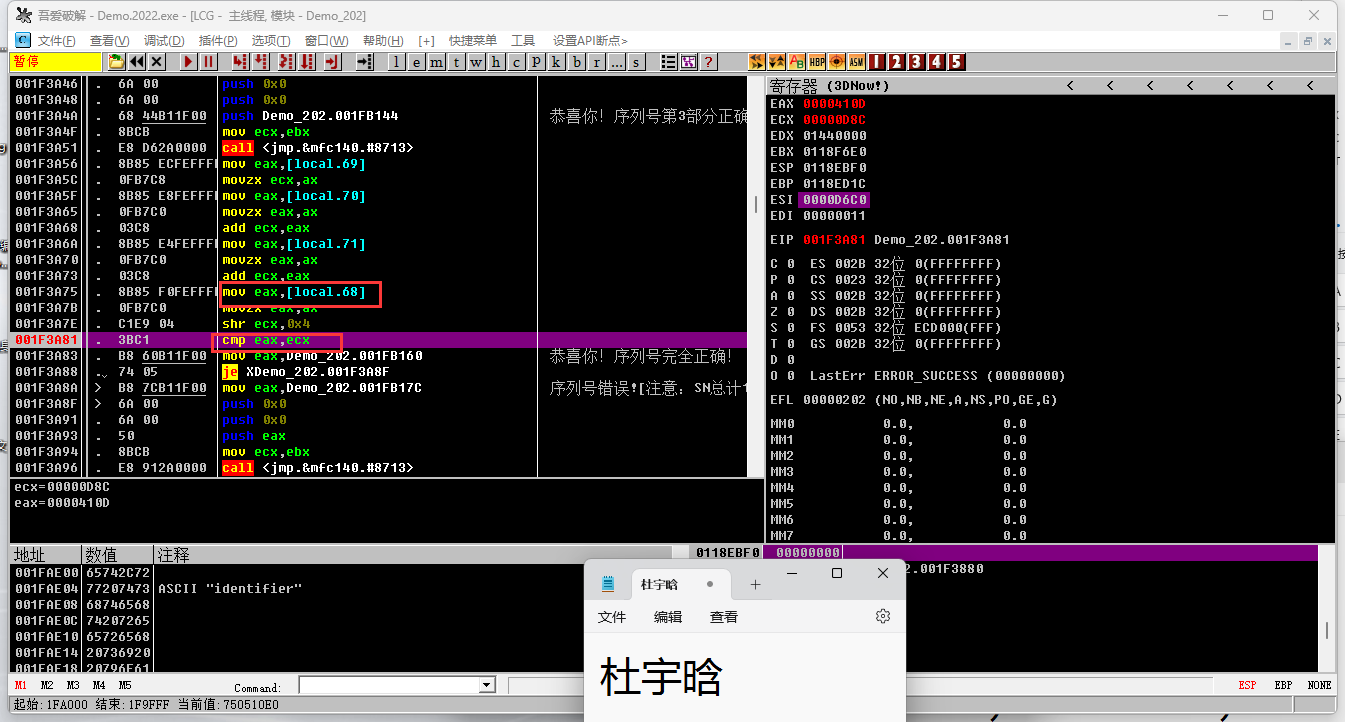 吾爱破解 - Demo.2022.exe - [LCG - 主线程, 模块 - Demo_202]
文件(F) 查看(V) 调试(D) 插件(P) 选项(T) 窗口(W) 帮助(H) [+] 快捷菜单 工具 设置API断点>
暂停 l e m t w h c p k b r ... s ? HBP ASM 1 2 3 4 5
001F3A46 . 6A 00 push 0x0
001F3A48 . 6A 00 push 0x0
001F3A4A . 68 44B11F00 push Demo_202.001FB144 恭喜你! 序列号第3部分正确
001F3A4F . 8BCB mov ecx,ebx
001F3A51 . E8 D62A0000 call <jmp.&mfc140.#8713>
001F3A56 . 8B85 ECFEFFFF mov eax,[local.69]
001F3A5C . 0FB7C8 movzx ecx,ax
001F3A5F . 8B85 E8FEFFFF mov eax,[local.70]
001F3A65 . 0FB7C0 movzx eax,ax
001F3A68 . 03C8 add ecx,eax
001F3A6A . 8B85 E4FEFFFF mov eax,[local.71]
001F3A70 . 0FB7C0 movzx eax,ax
001F3A73 . 03C8 add ecx,eax
001F3A75 . 8B85 F0FEFFFF mov eax,[local.68]
001F3A7B . 0FB7C0 movzx eax,ax
001F3A7E . C1E9 04 shr ecx,0x4
001F3A81 . 3BC1 cmp eax,ecx
001F3A83 . B8 60B11F00 mov eax,Demo_202.001FB160 恭喜你! 序列号完全正确!
001F3A88 . 74 05 je XDemo_202.001F3A8F
001F3A8A > B8 7CB11F00 mov eax,Demo_202.001FB17C 序列号错误![注意: SN总计1
001F3A8F > 6A 00 push 0x0
001F3A91 . 6A 00 push 0x0
001F3A93 . 50 push eax
001F3A94 . 8BCB mov ecx,ebx
001F3A96 . E8 912A0000 call <jmp.&mfc140.#8713>
ecx=00000D8C
eax=0000410D
寄存器 (3DNow!) < < < < < < <
EAX 0000410D
ECX 00000D8C
EDX 01440000
EBX 0118F6E0
ESP 0118EBF0
EBP 0118ED1C
ESI 0000D6C0
EDI 00000011
EIP 001F3A81 Demo_202.001F3A81
C 0 ES 002B 32位 0(FFFFFFFF)
P 0 CS 0023 32位 0(FFFFFFFF)
A 0 SS 002B 32位 0(FFFFFFFF)
Z 0 DS 002B 32位 0(FFFFFFFF)
S 0 FS 0053 32位 ECD000(FFF)
T 0 GS 002B 32位 0(FFFFFFFF)
D 0
O 0 LastErr ERROR_SUCCESS (00000000)
EFL 00000202 (NO,NB,NE,A,NS,PO,GE,G)
MM0 0.0, 0.0
MM1 0.0, 0.0
MM2 0.0, 0.0
MM3 0.0, 0.0
MM4 0.0, 0.0
MM5 0.0, 0.0
MM6 0.0, 0.0
MM7 0.0, 0.0
地址 数值 注释
001FAE00 65742C72
001FAE04 77207473 ASCII "identifier"
001FAE08 68746568
001FAE0C 74207265
001FAE10 65726568
001FAE14 20736920
001FAE18 20796E61
0118EBF0 00000000
2.001F3880
杜宇晗
文件 编辑 查看
杜宇晗
M1 M2 M3 M4 M5 Command: ESP EBP NONE
起始: 1FA000 结束: 1F9FFF 当前值: 750510E0